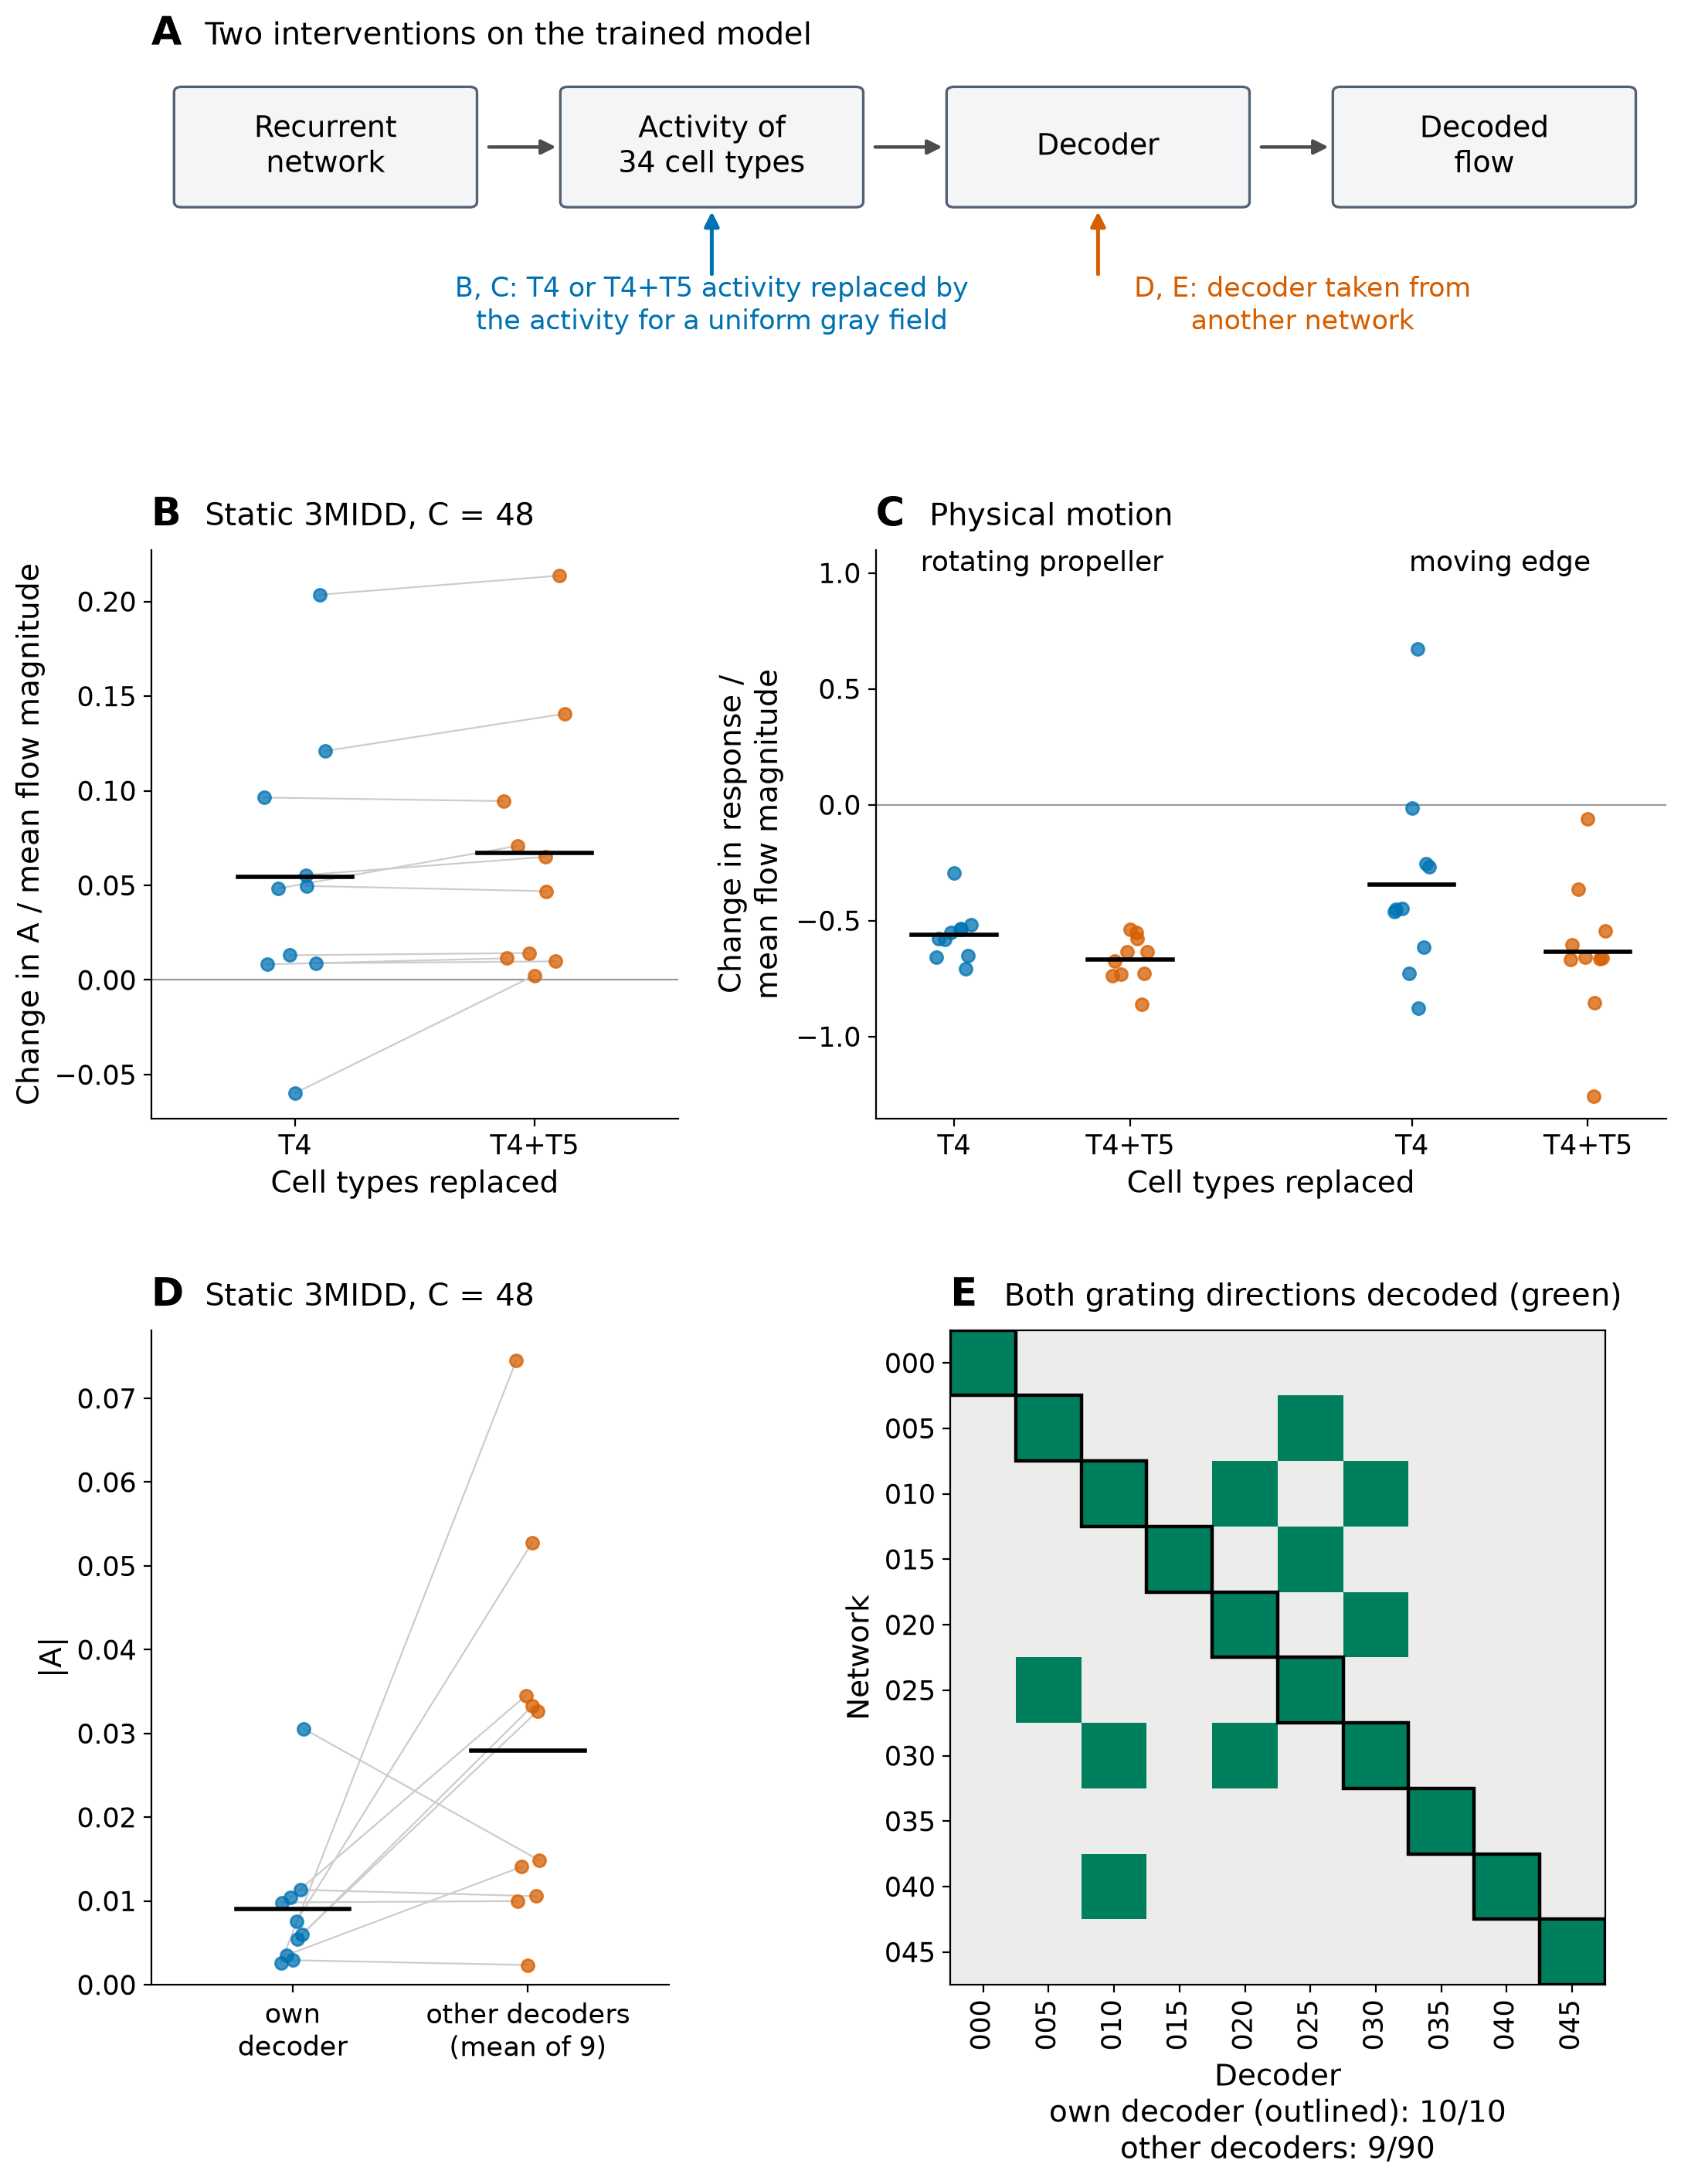 A Two interventions on the trained model
Recurrent
network
Activity of
34 cell types
Decoder
Decoded
flow
B, C: T4 or T4+T5 activity replaced by
the activity for a uniform gray field
D, E: decoder taken from
another network
B Static 3MIDD, C = 48
Change in A / mean flow magnitude
0.20
0.15
0.10
0.05
0.00
−0.05
T4
T4+T5
Cell types replaced
C Physical motion
rotating propeller
moving edge
Change in response /
mean flow magnitude
1.0
0.5
0.0
−0.5
−1.0
T4
T4+T5
T4
T4+T5
Cell types replaced
D Static 3MIDD, C = 48
|A|
0.07
0.06
0.05
0.04
0.03
0.02
0.01
0.00
own
decoder
other decoders
(mean of 9)
E Both grating directions decoded (green)
Network
000
005
010
015
020
025
030
035
040
045
000
005
010
015
020
025
030
035
040
045
Decoder
own decoder (outlined): 10/10
other decoders: 9/90